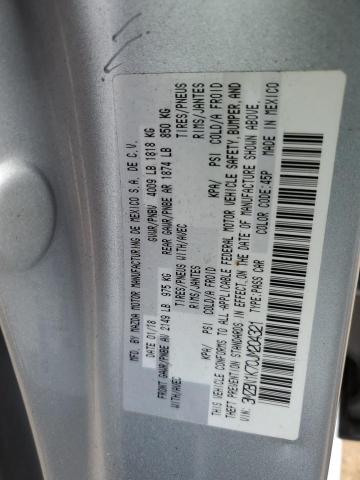 MFD. BY MAZDA MOTOR MANUFACTURING DE MEXICO S.A. DE C.V.
DATE 01/18 GVWR/PNBV 4009 LB 1818 KG
FRONT GAWR/PNBE AV 2149 LB 975 KG REAR GAWR/PNBE AR 1874 LB 850 KG
WITH/AVEC TIRES/PNEUS WITH/AVEC TIRES/PNEUS
RIMS/JANTES RIMS/JANTES
KPA/ PSI COLD/A FROID KPA/ PSI COLD/A FROID
THIS VEHICLE CONFORMS TO ALL APPLICABLE FEDERAL MOTOR VEHICLE SAFETY, BUMPER, AND
THEFT PREVENTION STANDARDS IN EFFECT ON THE DATE OF MANUFACTURE SHOWN ABOVE.
VIN: TYPE: PASS CAR COLOR CODE: 45P MADE IN MEXICO